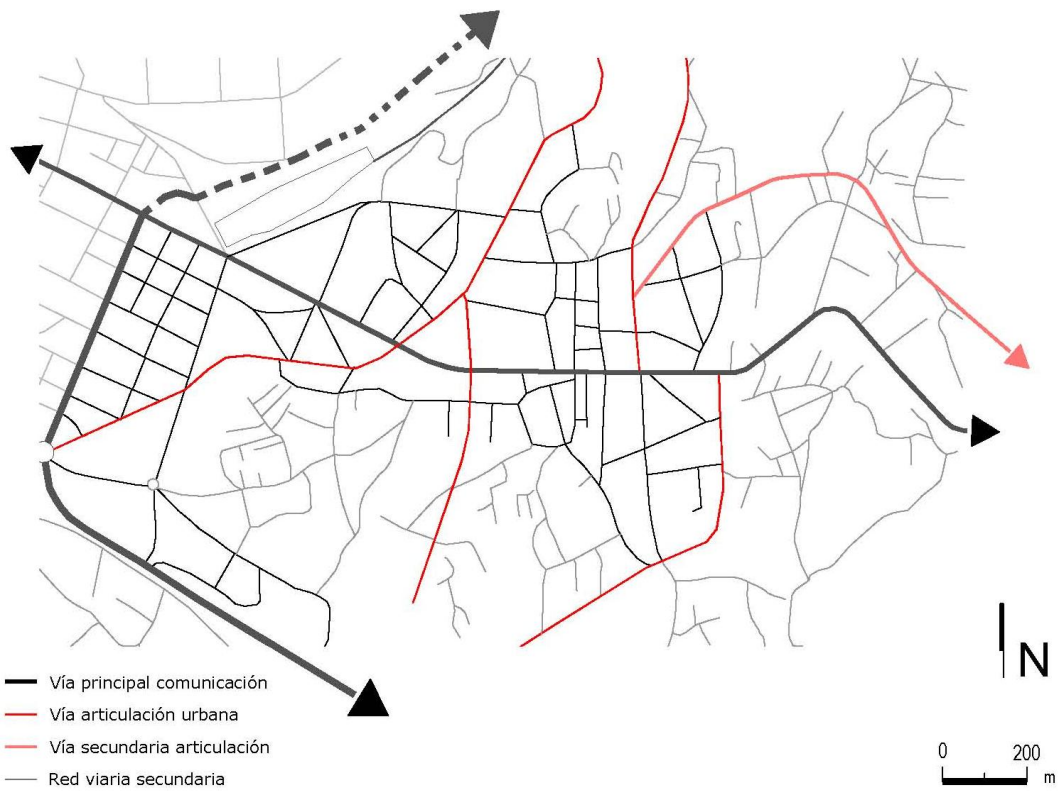 N
Vía principal comunicación
Vía articulación urbana
Vía secundaria articulación
Red viaria secundaria
0 200
m